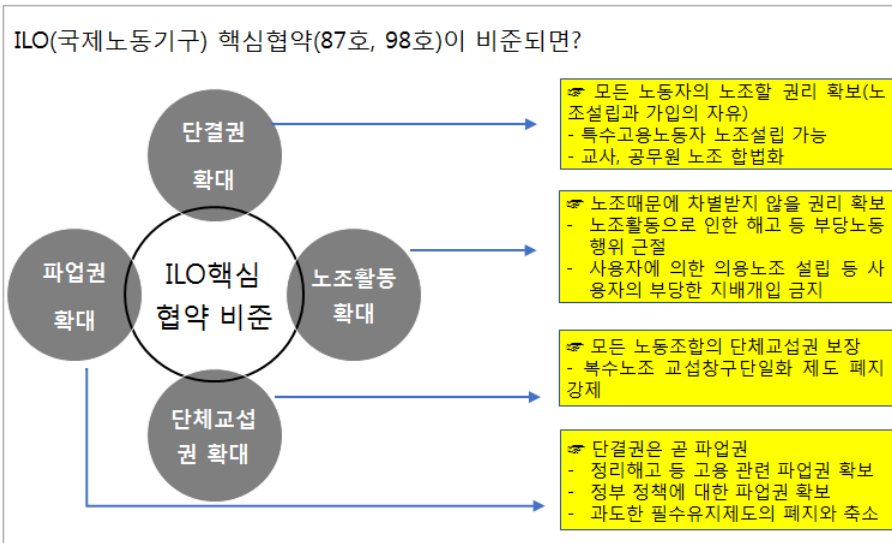 ILO(국제노동기구) 핵심협약(87호, 98호)이 비준되면?
단결권
확대
☞ 모든 노동자의 노조할 권리 확보(노
조설립과 가입의 자유)
- 특수고용노동자 노조설립 가능
- 교사, 공무원 노조 합법화
파업권
확대
ILO핵심
협약 비준
노조활동
확대
☞ 노조때문에 차별받지 않을 권리 확보
- 노조활동으로 인한 해고 등 부당노동
행위 근절
- 사용자에 의한 의용노조 설립 등 사
용자의 부당한 지배개입 금지
단체교섭
권 확대
☞ 모든 노동조합의 단체교섭권 보장
- 복수노조 교섭창구단일화 제도 폐지
강제
☞ 단결권은 곧 파업권
- 정리해고 등 고용 관련 파업권 확보
- 정부 정책에 대한 파업권 확보
- 과도한 필수유지제도의 폐지와 축소